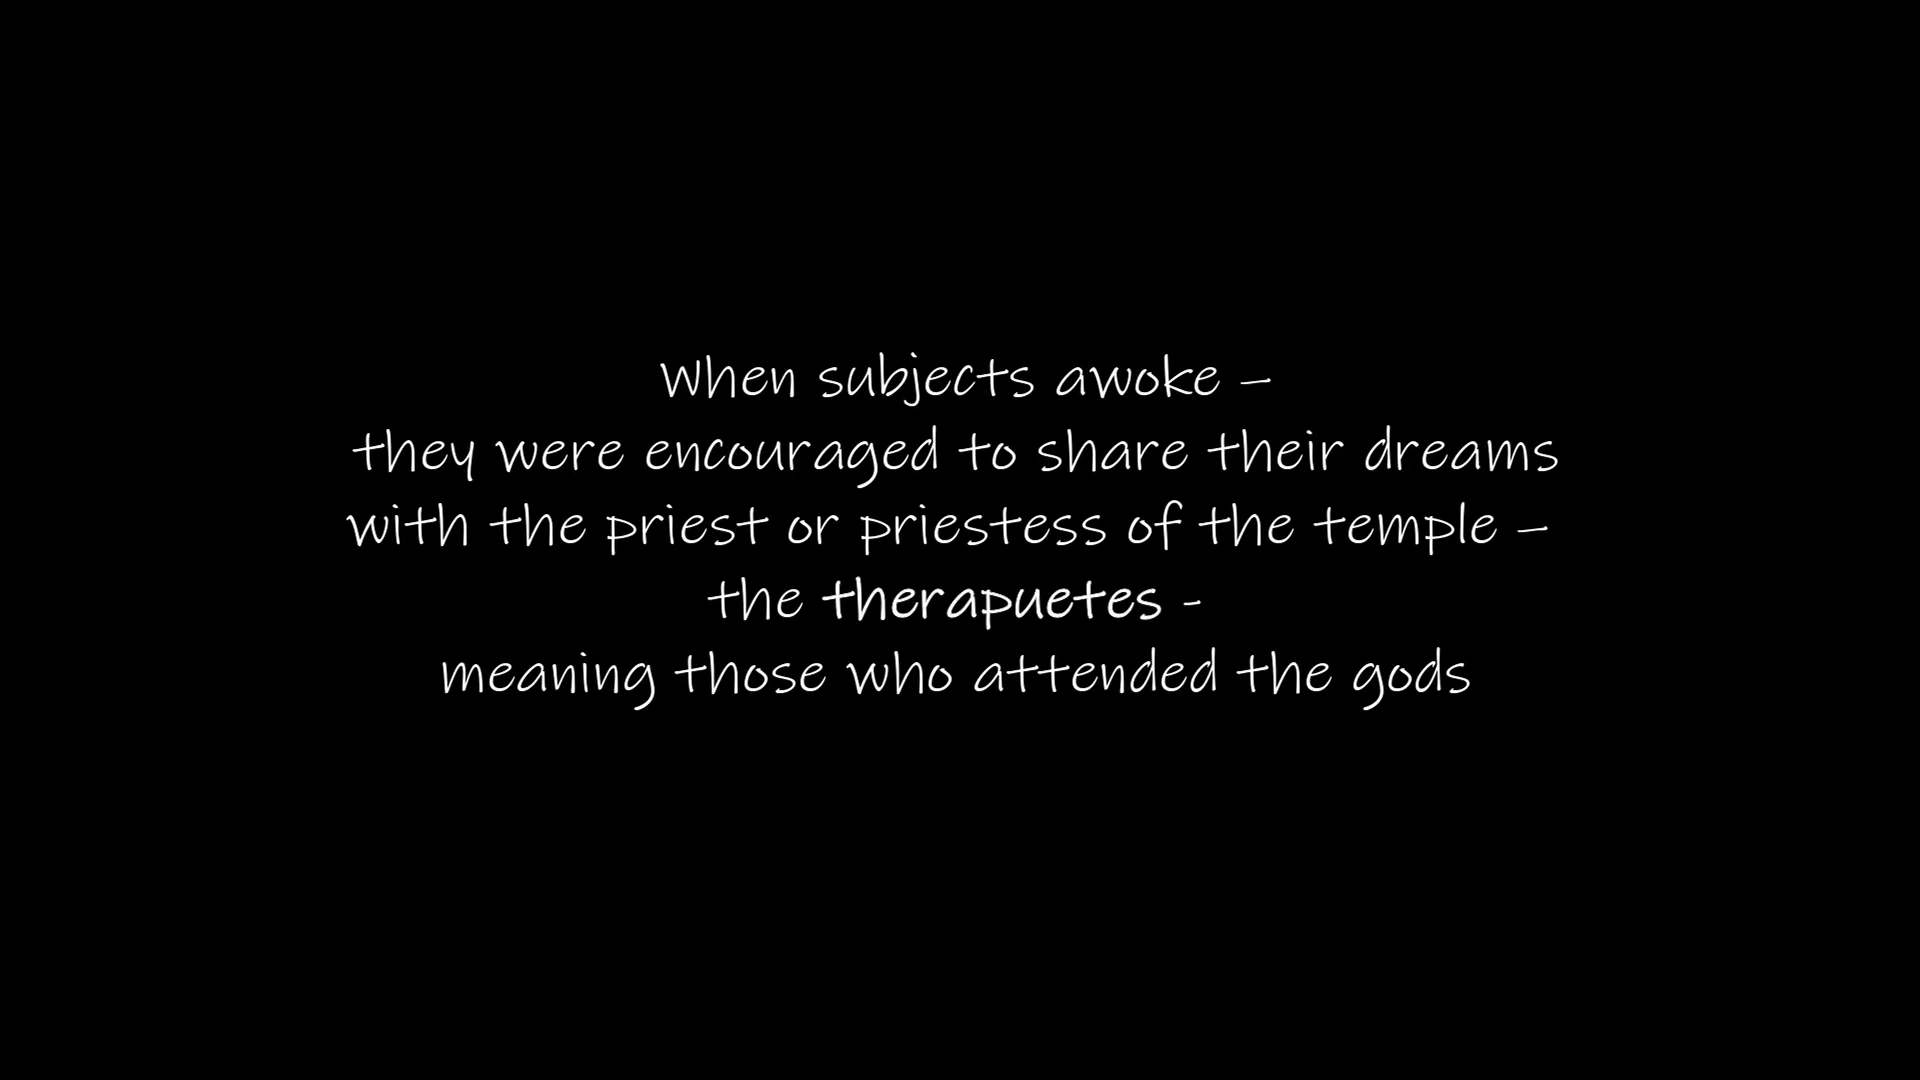 When subjects awoke –
they were encouraged to share their dreams
with the priest or priestess of the temple –
the therapuetes -
meaning those who attended the gods